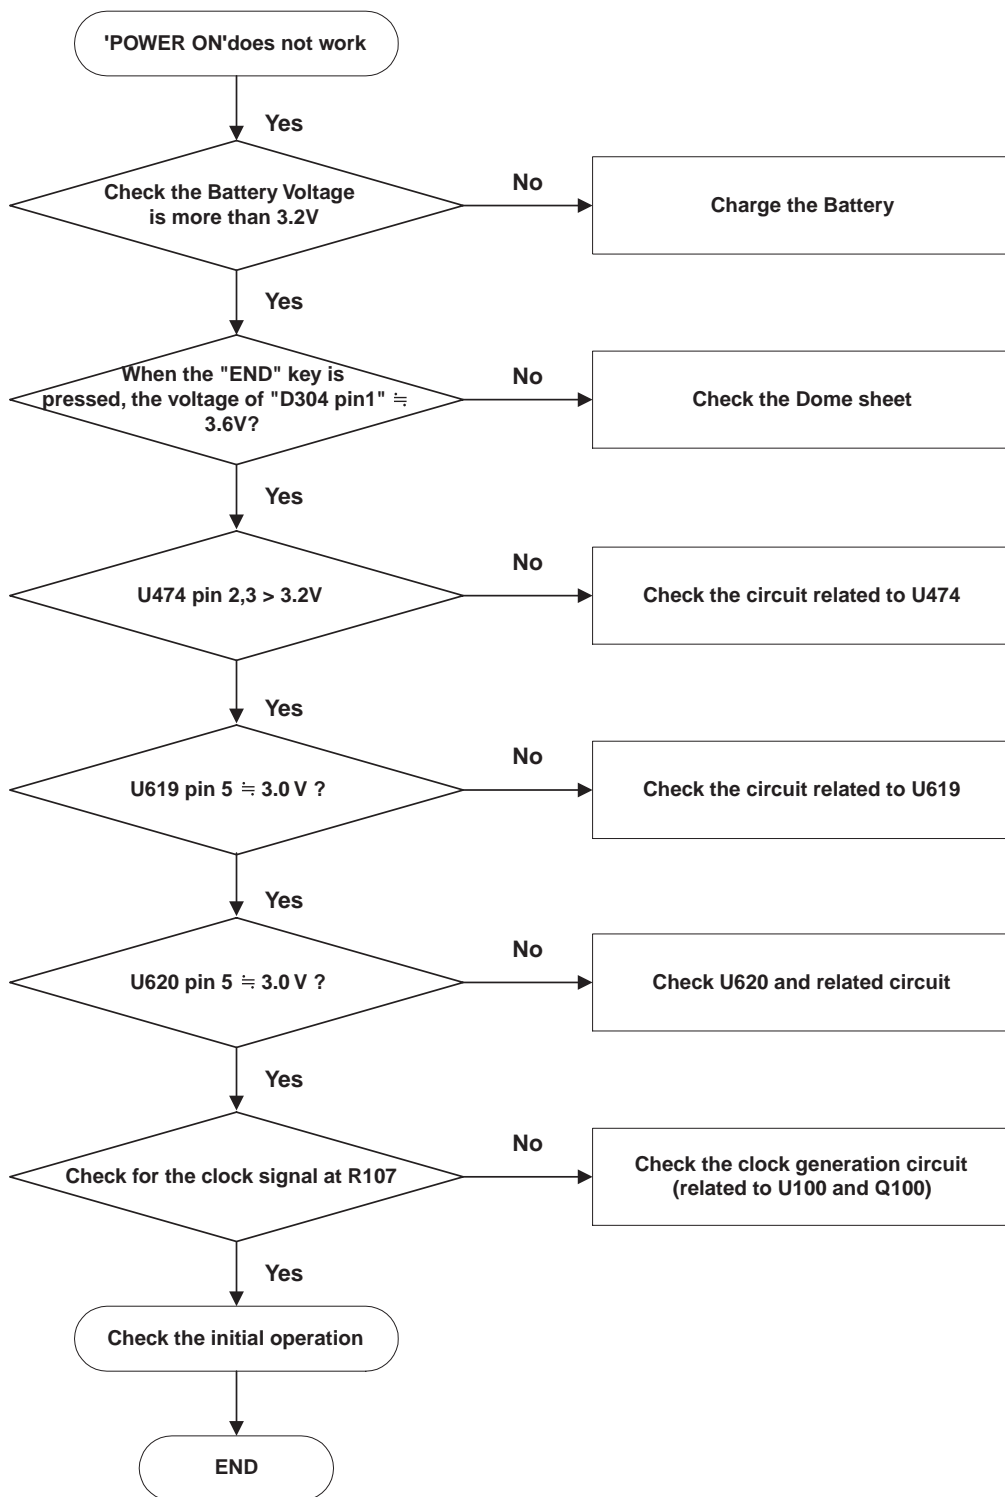 'POWER ON'does not work
Yes
Check the Battery Voltage
is more than 3.2V
No
Charge the Battery
Yes
When the "END" key is
pressed, the voltage of "D304 pin1" ≒
3.6V?
No
Check the Dome sheet
Yes
U474 pin 2,3 > 3.2V
No
Check the circuit related to U474
Yes
U619 pin 5 ≒ 3.0 V ?
No
Check the circuit related to U619
Yes
U620 pin 5 ≒ 3.0 V ?
No
Check U620 and related circuit
Yes
Check for the clock signal at R107
No
Check the clock generation circuit
(related to U100 and Q100)
Yes
Check the initial operation
END